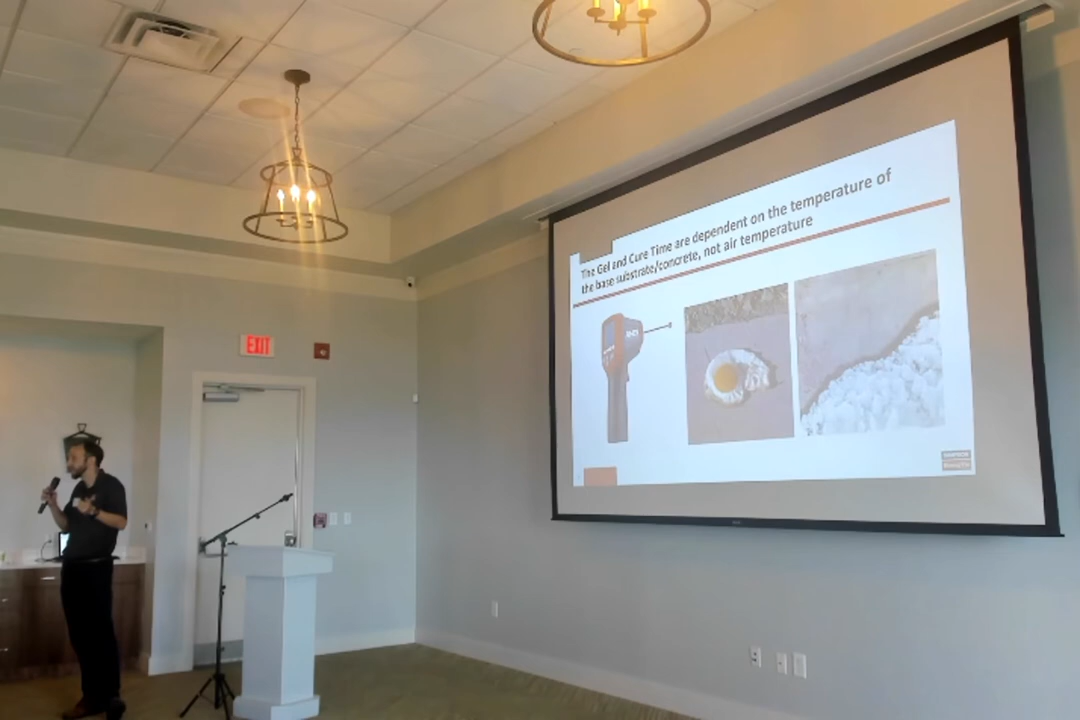 The Gel and Cure Time are dependent on the temperature of
the base substrate/concrete, not air temperature
EXIT